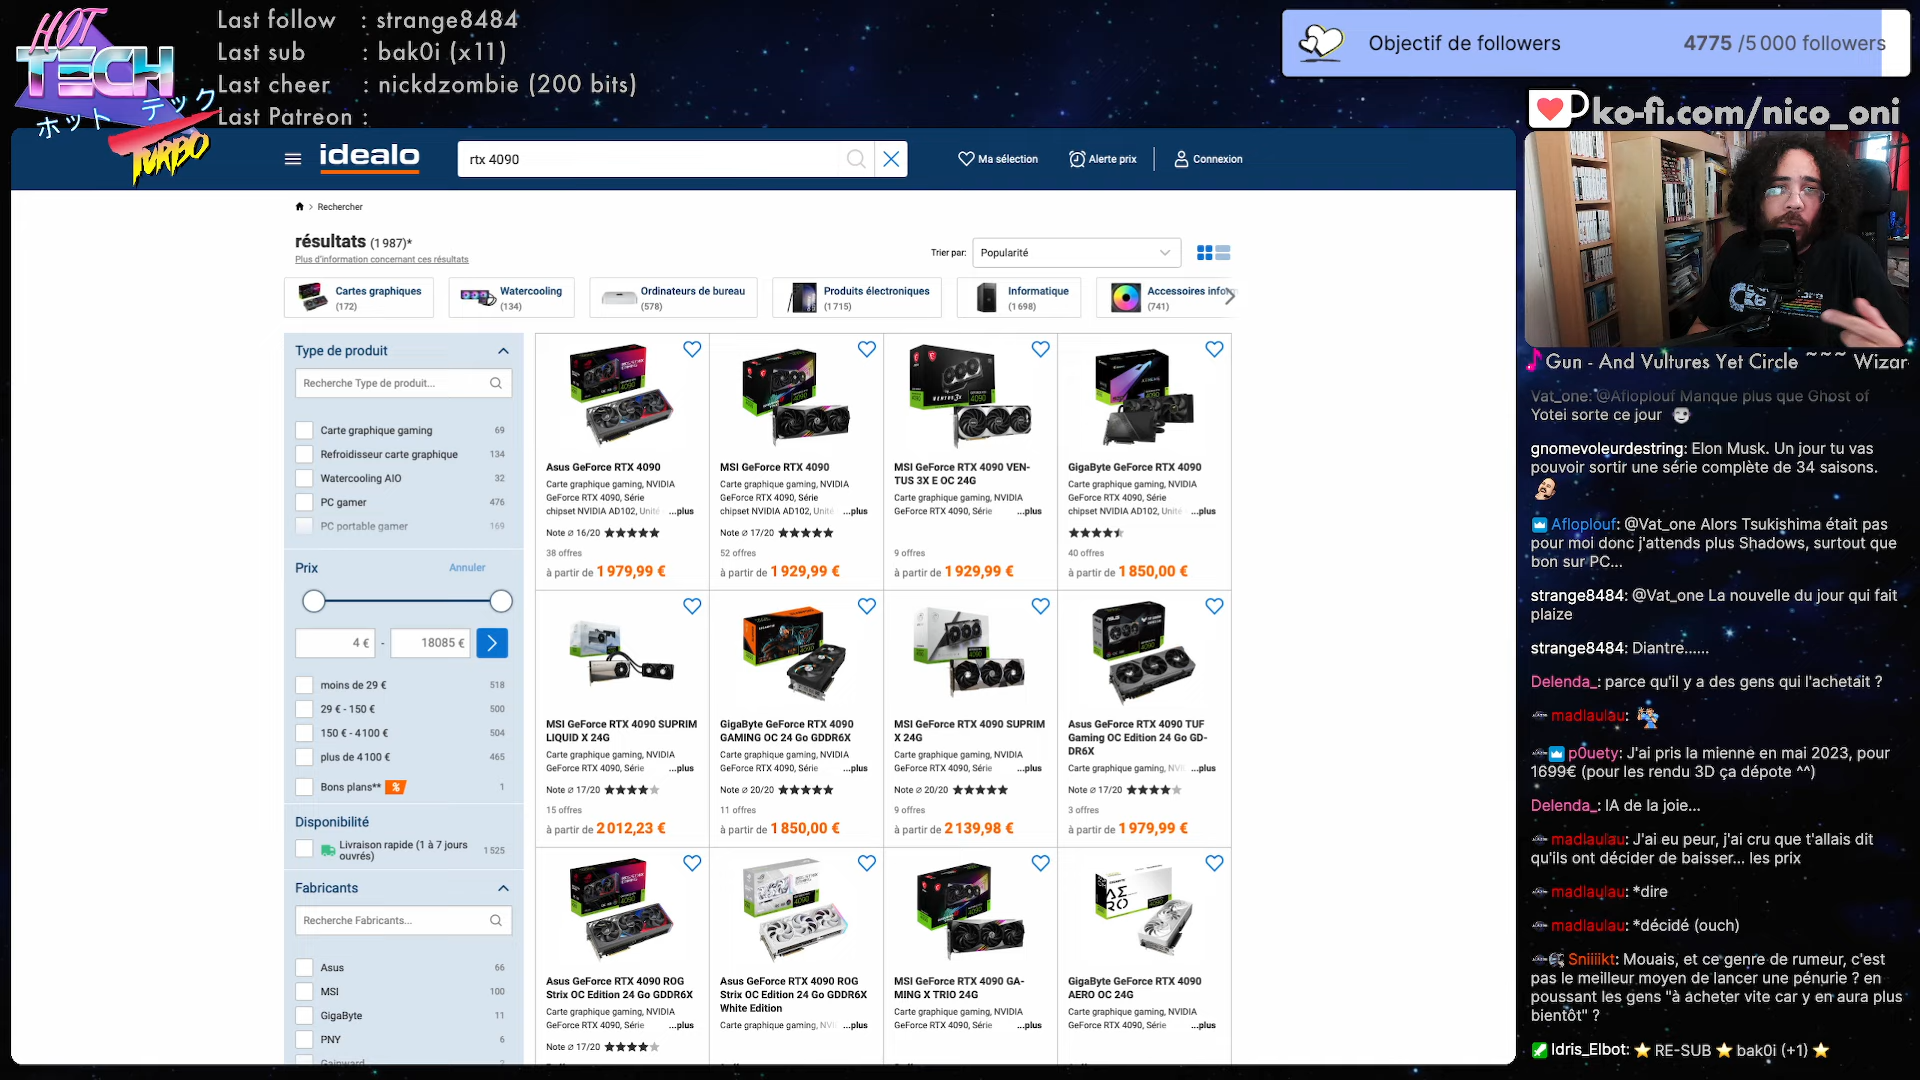 HOT
TECH
ホット テック
TURBO
Last follow : strange8484
Last sub : bak0i (x11)
Last cheer : nickdzombie (200 bits)
Last Patreon :
Objectif de followers
4775 /5 000 followers
ko-fi.com/nico_oni
idealo
rtx 4090
Ma sélection
Alerte prix
Connexion
Rechercher
résultats (1 987)*
Plus d'information concernant ces résultats
Trier par:
Popularité
Cartes graphiques
(172)
Watercooling
(134)
Ordinateurs de bureau
(578)
Produits électroniques
(1 715)
Informatique
(1 698)
Accessoires infor
(741)
Type de produit
Recherche Type de produit...
Carte graphique gaming 69
Refroidisseur carte graphique 134
Watercooling AIO 32
PC gamer 476
PC portable gamer 169
Prix
Annuler
4 € - 18085 €
moins de 29 € 518
29 € - 150 € 500
150 € - 4 100 € 504
plus de 4 100 € 465
Bons plans** % 1
Disponibilité
Livraison rapide (1 à 7 jours
ouvrés) 1 525
Fabricants
Recherche Fabricants...
Asus 66
MSI 100
GigaByte 11
PNY 6
Gainward 2
Asus GeForce RTX 4090
Carte graphique gaming, NVIDIA
GeForce RTX 4090, Série
chipset NVIDIA AD102, Unité ...plus
Note ø 16/20
38 offres
à partir de 1 979,99 €
MSI GeForce RTX 4090
Carte graphique gaming, NVIDIA
GeForce RTX 4090, Série
chipset NVIDIA AD102, Unité ...plus
Note ø 17/20
52 offres
à partir de 1 929,99 €
MSI GeForce RTX 4090 VEN-
TUS 3X E OC 24G
Carte graphique gaming, NVIDIA
GeForce RTX 4090, Série ...plus
9 offres
à partir de 1 929,99 €
GigaByte GeForce RTX 4090
Carte graphique gaming, NVIDIA
GeForce RTX 4090, Série
chipset NVIDIA AD102, Unité ...plus
40 offres
à partir de 1 850,00 €
MSI GeForce RTX 4090 SUPRIM
LIQUID X 24G
Carte graphique gaming, NVIDIA
GeForce RTX 4090, Série ...plus
Note ø 17/20
15 offres
à partir de 2 012,23 €
GigaByte GeForce RTX 4090
GAMING OC 24 Go GDDR6X
Carte graphique gaming, NVIDIA
GeForce RTX 4090, Série ...plus
Note ø 20/20
11 offres
à partir de 1 850,00 €
MSI GeForce RTX 4090 SUPRIM
X 24G
Carte graphique gaming, NVIDIA
GeForce RTX 4090, Série ...plus
Note ø 20/20
9 offres
à partir de 2 139,98 €
Asus GeForce RTX 4090 TUF
Gaming OC Edition 24 Go GD-
DR6X
Carte graphique gaming, NVI ...plus
Note ø 17/20
3 offres
à partir de 1 979,99 €
Asus GeForce RTX 4090 ROG
Strix OC Edition 24 Go GDDR6X
Carte graphique gaming, NVIDIA
GeForce RTX 4090, Série ...plus
Note ø 17/20
Asus GeForce RTX 4090 ROG
Strix OC Edition 24 Go GDDR6X
White Edition
Carte graphique gaming, NVI ...plus
MSI GeForce RTX 4090 GA-
MING X TRIO 24G
Carte graphique gaming, NVIDIA
GeForce RTX 4090, Série ...plus
GigaByte GeForce RTX 4090
AERO OC 24G
Carte graphique gaming, NVIDIA
GeForce RTX 4090, Série ...plus
Gun - And Vultures Yet Circle ~~~ Wizar
Vat_one: @Afloplouf Manque plus que Ghost of
Yotei sorte ce jour
gnomevoleurdestring: Elon Musk. Un jour tu vas
pouvoir sortir une série complète de 34 saisons.
Afloplouf: @Vat_one Alors Tsukishima était pas
pour moi donc j'attends plus Shadows, surtout que
bon sur PC...
strange8484: @Vat_one La nouvelle du jour qui fait
plaize
strange8484: Diantre......
Delenda_: parce qu'il y a des gens qui l'achetait ?
madlaulau:
p0uety: J'ai pris la mienne en mai 2023, pour
1699€ (pour les rendu 3D ça dépote ^^)
Delenda_: IA de la joie...
madlaulau: J'ai eu peur, j'ai cru que t'allais dit
qu'ils ont décider de baisser... les prix
madlaulau: *dire
madlaulau: *décidé (ouch)
Sniiiikt: Mouais, et ce genre de rumeur, c'est
pas le meilleur moyen de lancer une pénurie ? en
poussant les gens "à acheter vite car y en aura plus
bientôt" ?
Idris_Elbot: ⭐ RE-SUB ⭐ bak0i (+1) ⭐